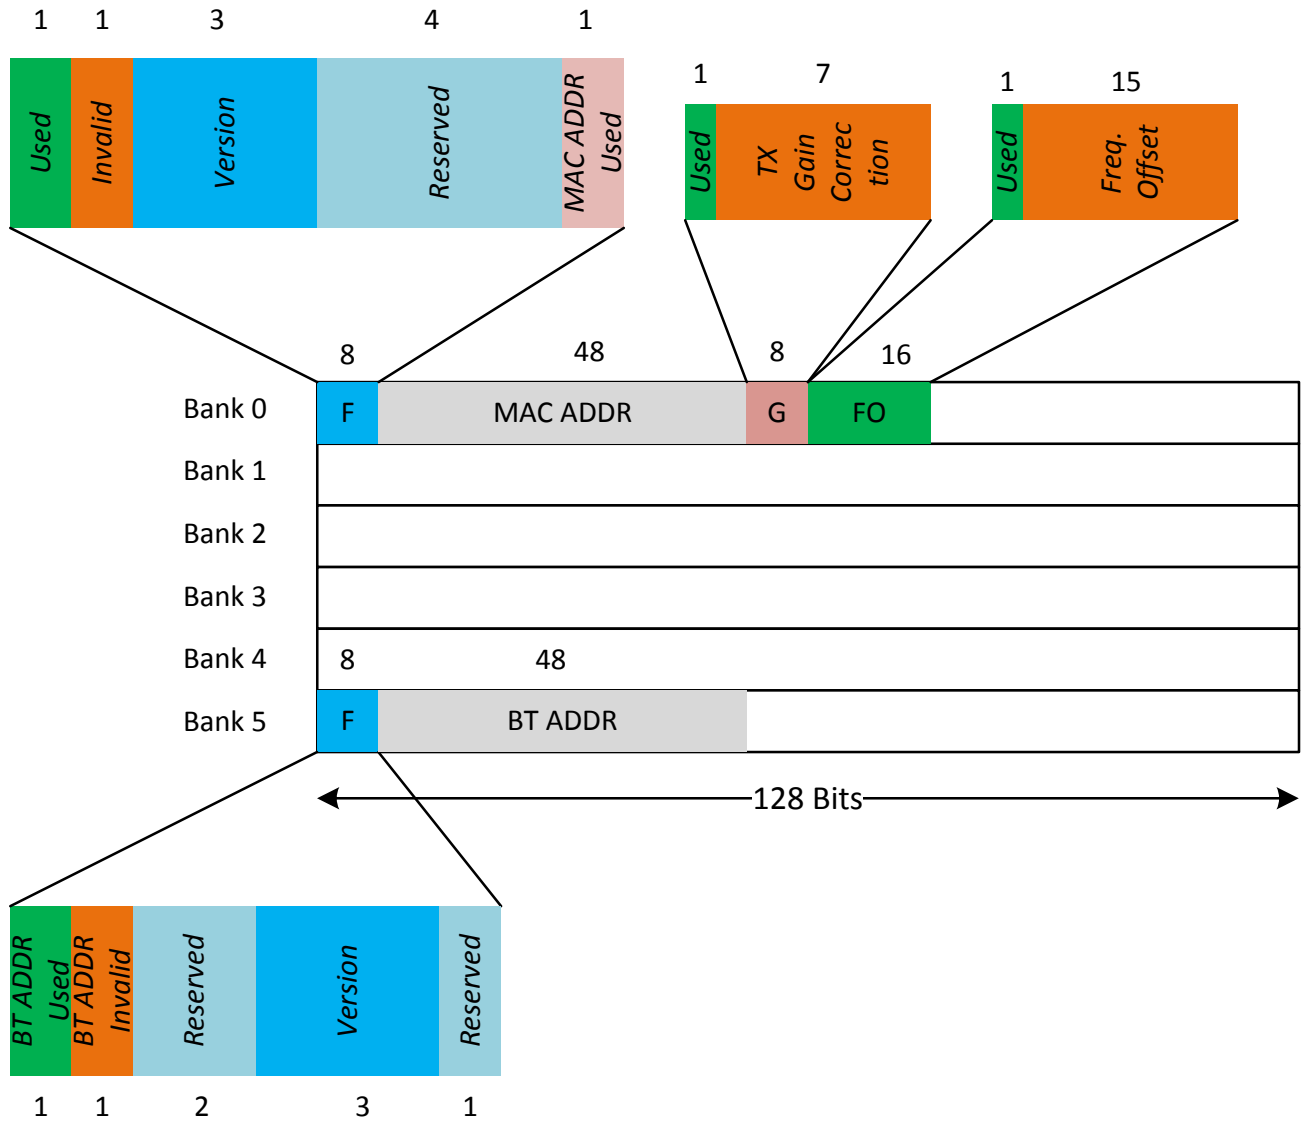 1 1 3 4 1
Used
Invalid
Version
Reserved
MAC ADDR
Used
1 7
Used
TX
Gain
Correc
tion
1 15
Used
Freq.
Offset
8 48 8 16
Bank 0 F MAC ADDR G FO
Bank 1
Bank 2
Bank 3
Bank 4 8 48
Bank 5 F BT ADDR
128 Bits
BT ADDR
Used
BT ADDR
Invalid
Reserved
Version
Reserved
1 1 2 3 1